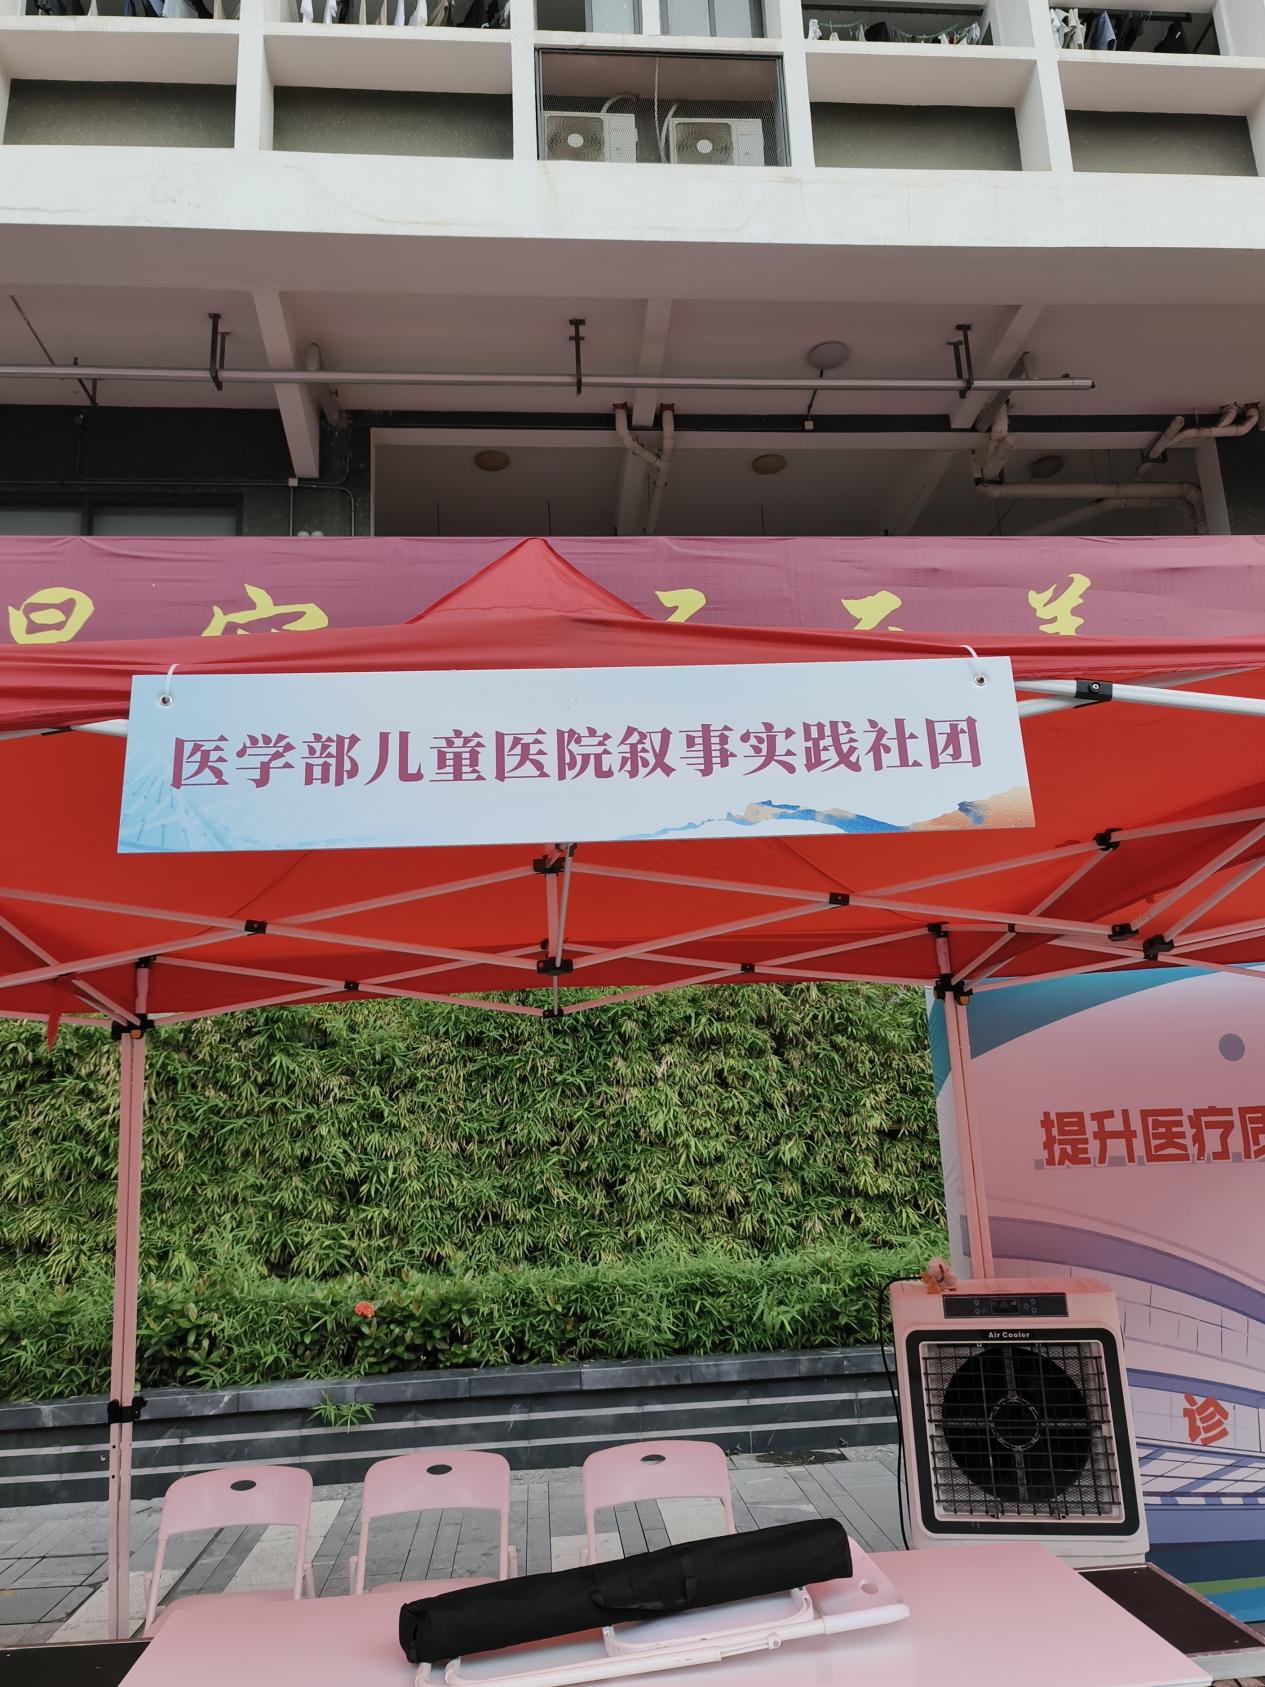 医学部儿童医院叙事实践社团
提升医疗质
Air Cooler
诊